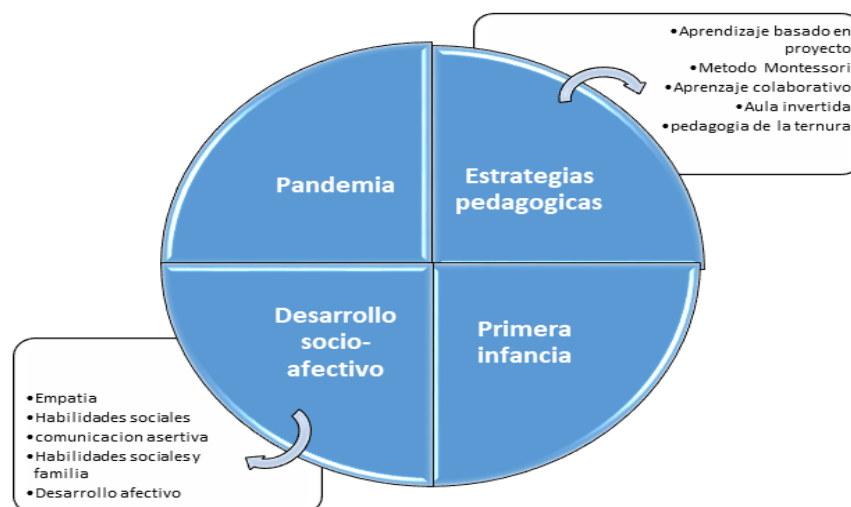 •Aprendizaje basado en
proyecto
•Metodo Montessori
•Aprenzaje colaborativo
•Aula invertida
•pedagogia de la ternura
Pandemia
Estrategias
pedagogicas
Desarrollo
socio-
afectivo
Primera
infancia
•Empatia
•Habilidades sociales
•comunicacion asertiva
•Habilidades sociales y
familia
•Desarrollo afectivo